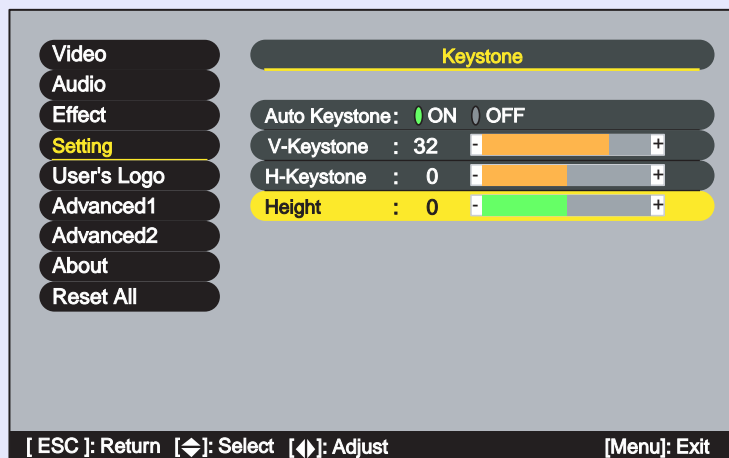 Video
Audio
Effect
Setting
User's Logo
Advanced1
Advanced2
About
Reset All
Keystone
Auto Keystone: ON OFF
V-Keystone : 32 - +
H-Keystone : 0 - +
Height : 0 - +
[ ESC ]: Return [◆]: Select [◆]: Adjust [Menu]: Exit